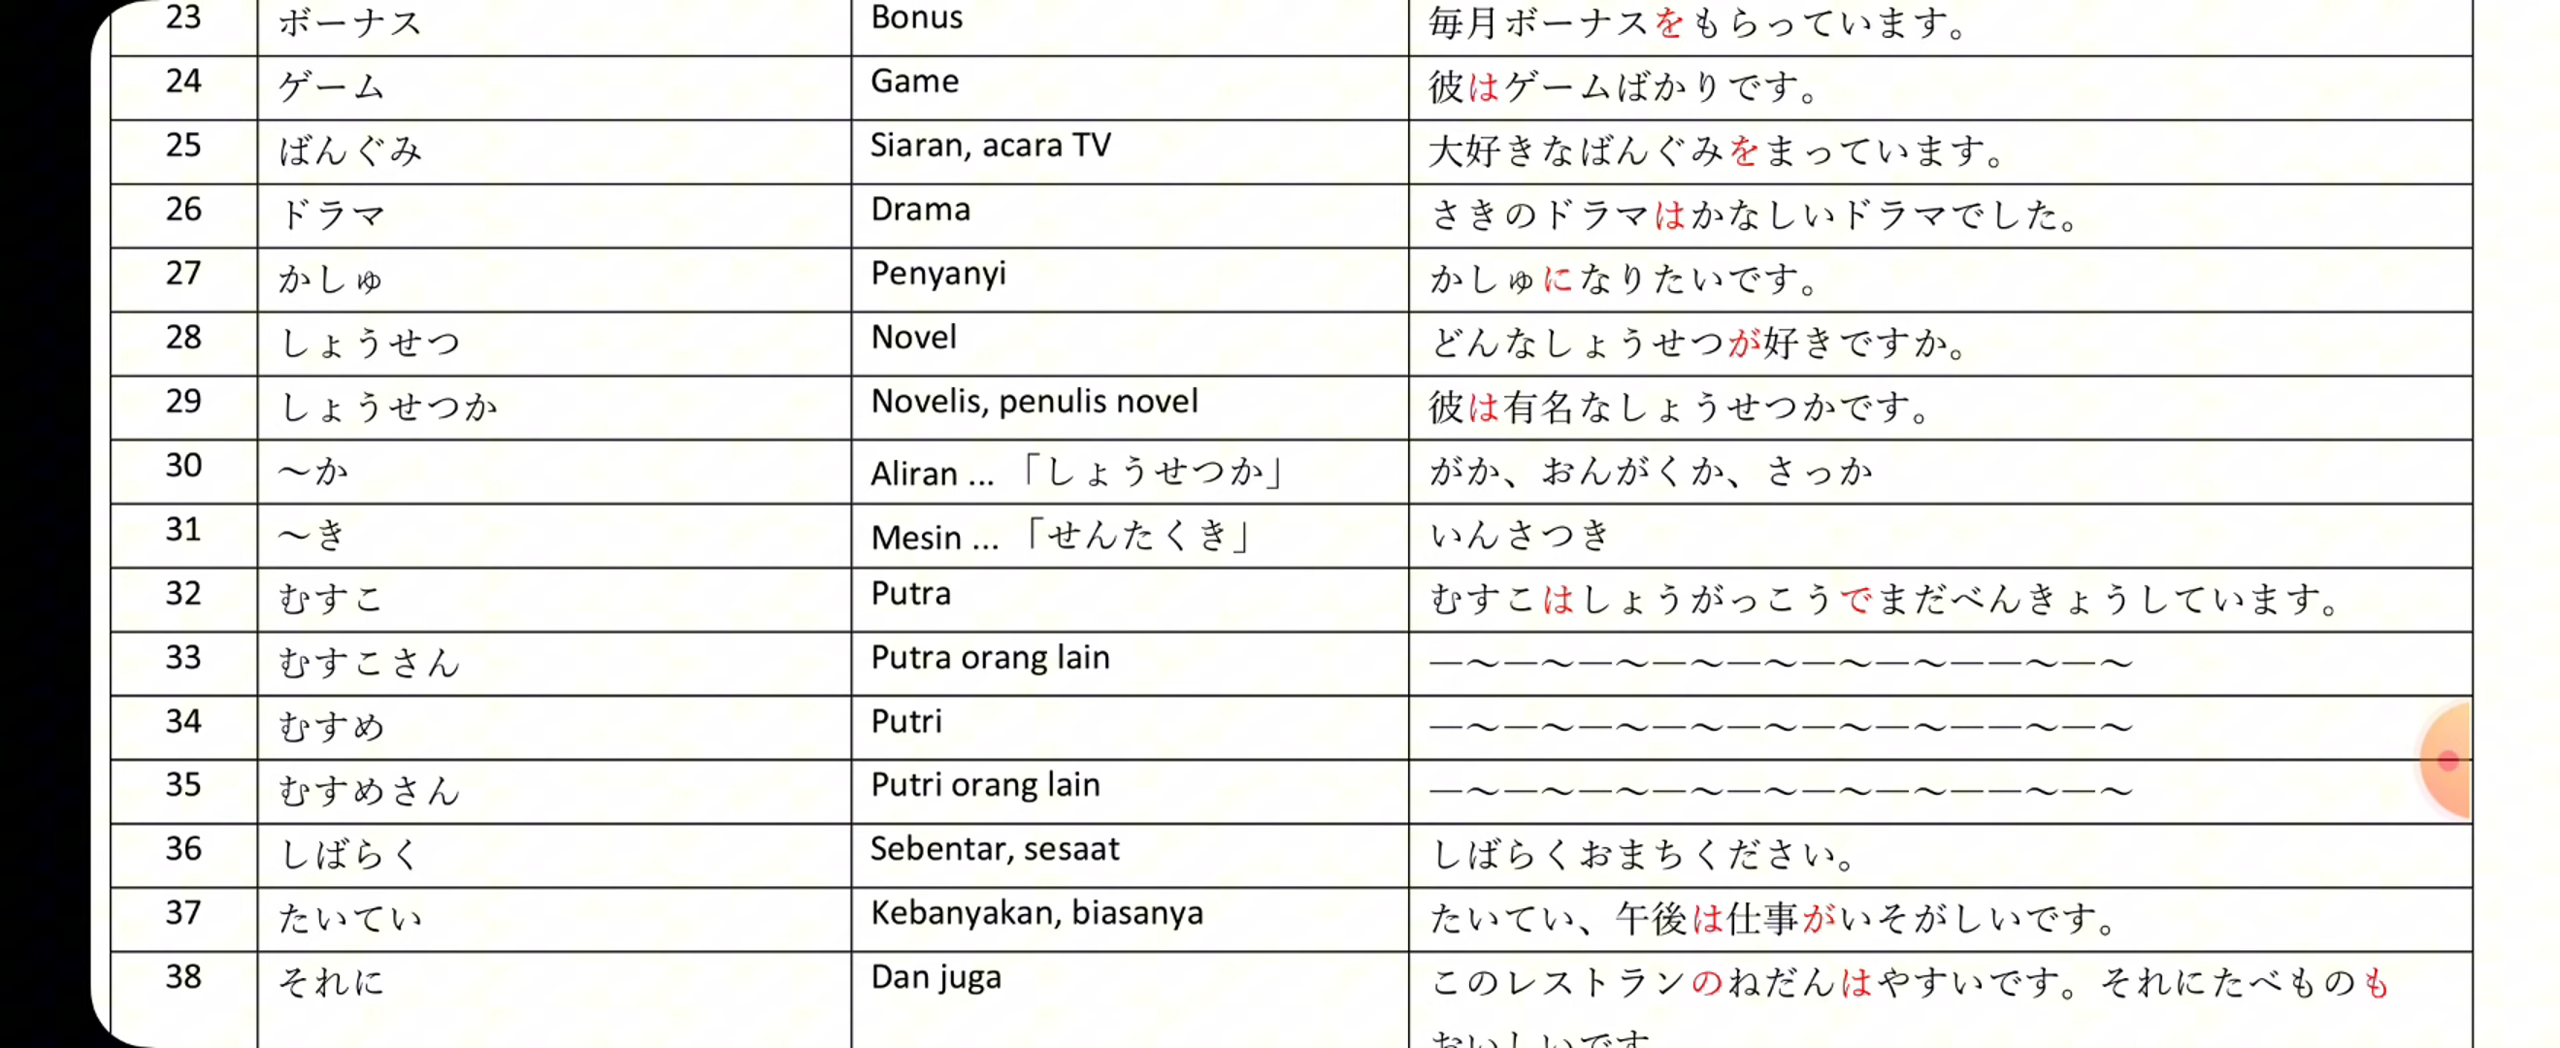 23 ボーナス Bonus 毎月ボーナスをもらっています。
24 ゲーム Game 彼はゲームばかりです。
25 ばんぐみ Siaran, acara TV 大好きなばんぐみをまっています。
26 ドラマ Drama さきのドラマはかなしいドラマでした。
27 かしゅ Penyanyi かしゅになりたいです。
28 しょうせつ Novel どんなしょうせつが好きですか。
29 しょうせつか Novelis, penulis novel 彼は有名なしょうせつかです。
30 ～か Aliran ... 「しょうせつか」 がか、おんがくか、さっか
31 ～き Mesin ... 「せんたくき」 いんさつき
32 むすこ Putra むすこはしょうがっこうでまだべんきょうしています。
33 むすこさん Putra orang lain ―～―～―～―～―～―～―～――～―～
34 むすめ Putri ―～―～―～―～―～―～―～――～―～
35 むすめさん Putri orang lain ―～―～―～―～―～―～―～――～―～
36 しばらく Sebentar, sesaat しばらくおまちください。
37 たいてい Kebanyakan, biasanya たいてい、午後は仕事がいそがしいです。
38 それに Dan juga このレストランのねだんはやすいです。それにたべものも
おいしいです